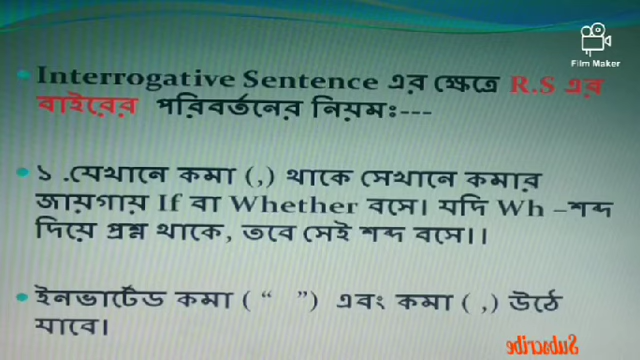 Film Maker
Interrogative Sentence এর ক্ষেত্রে R.S এর
বাইরের পরিবর্তনের নিয়মঃ---
১ .যেখানে কমা (,) থাকে সেখানে কমার
জায়গায় If বা Whether বসে। যদি Wh –শব্দ
দিয়ে প্রশ্ন থাকে, তবে সেই শব্দ বসে।।
ইনভার্টেড কমা ( “ ”) এবং কমা ( ,) উঠে
যাবে।
Subscribe